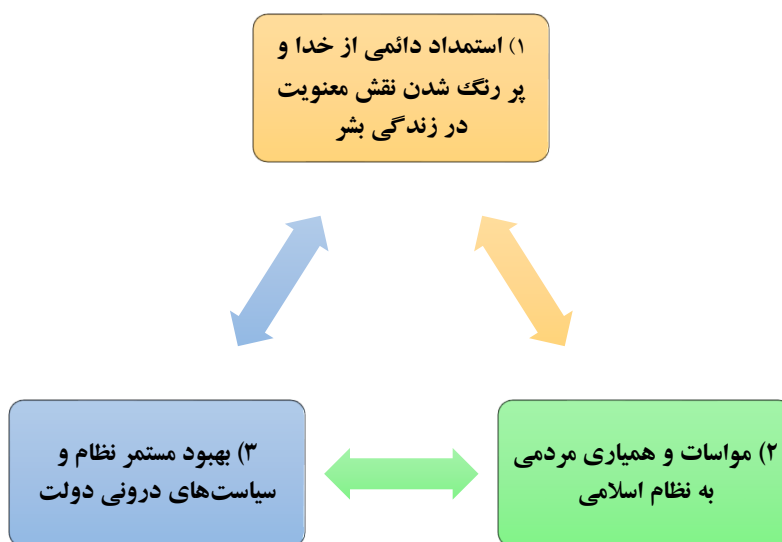 ۱) استمداد دائمی از خدا و
پر رنگ شدن نقش معنویت
در زندگی بشر
۲) مواسات و همیاری مردمی
به نظام اسلامی
۳) بهبود مستمر نظام و
سیاست‌های درونی دولت